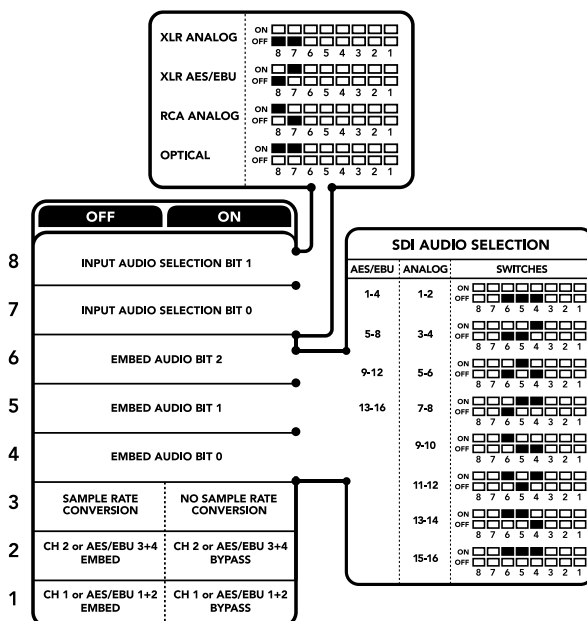 XLR ANALOG
ON
OFF
8 7 6 5 4 3 2 1
XLR AES/EBU
ON
OFF
8 7 6 5 4 3 2 1
RCA ANALOG
ON
OFF
8 7 6 5 4 3 2 1
OPTICAL
ON
OFF
8 7 6 5 4 3 2 1
OFF ON
8 INPUT AUDIO SELECTION BIT 1
7 INPUT AUDIO SELECTION BIT 0
6 EMBED AUDIO BIT 2
5 EMBED AUDIO BIT 1
4 EMBED AUDIO BIT 0
3 SAMPLE RATE CONVERSION NO SAMPLE RATE CONVERSION
2 CH 2 or AES/EBU 3+4 EMBED CH 2 or AES/EBU 3+4 BYPASS
1 CH 1 or AES/EBU 1+2 EMBED CH 1 or AES/EBU 1+2 BYPASS
SDI AUDIO SELECTION
AES/EBU ANALOG SWITCHES
1-4 1-2
ON
OFF
8 7 6 5 4 3 2 1
5-8 3-4
ON
OFF
8 7 6 5 4 3 2 1
9-12 5-6
ON
OFF
8 7 6 5 4 3 2 1
13-16 7-8
ON
OFF
8 7 6 5 4 3 2 1
9-10
ON
OFF
8 7 6 5 4 3 2 1
11-12
ON
OFF
8 7 6 5 4 3 2 1
13-14
ON
OFF
8 7 6 5 4 3 2 1
15-16
ON
OFF
8 7 6 5 4 3 2 1